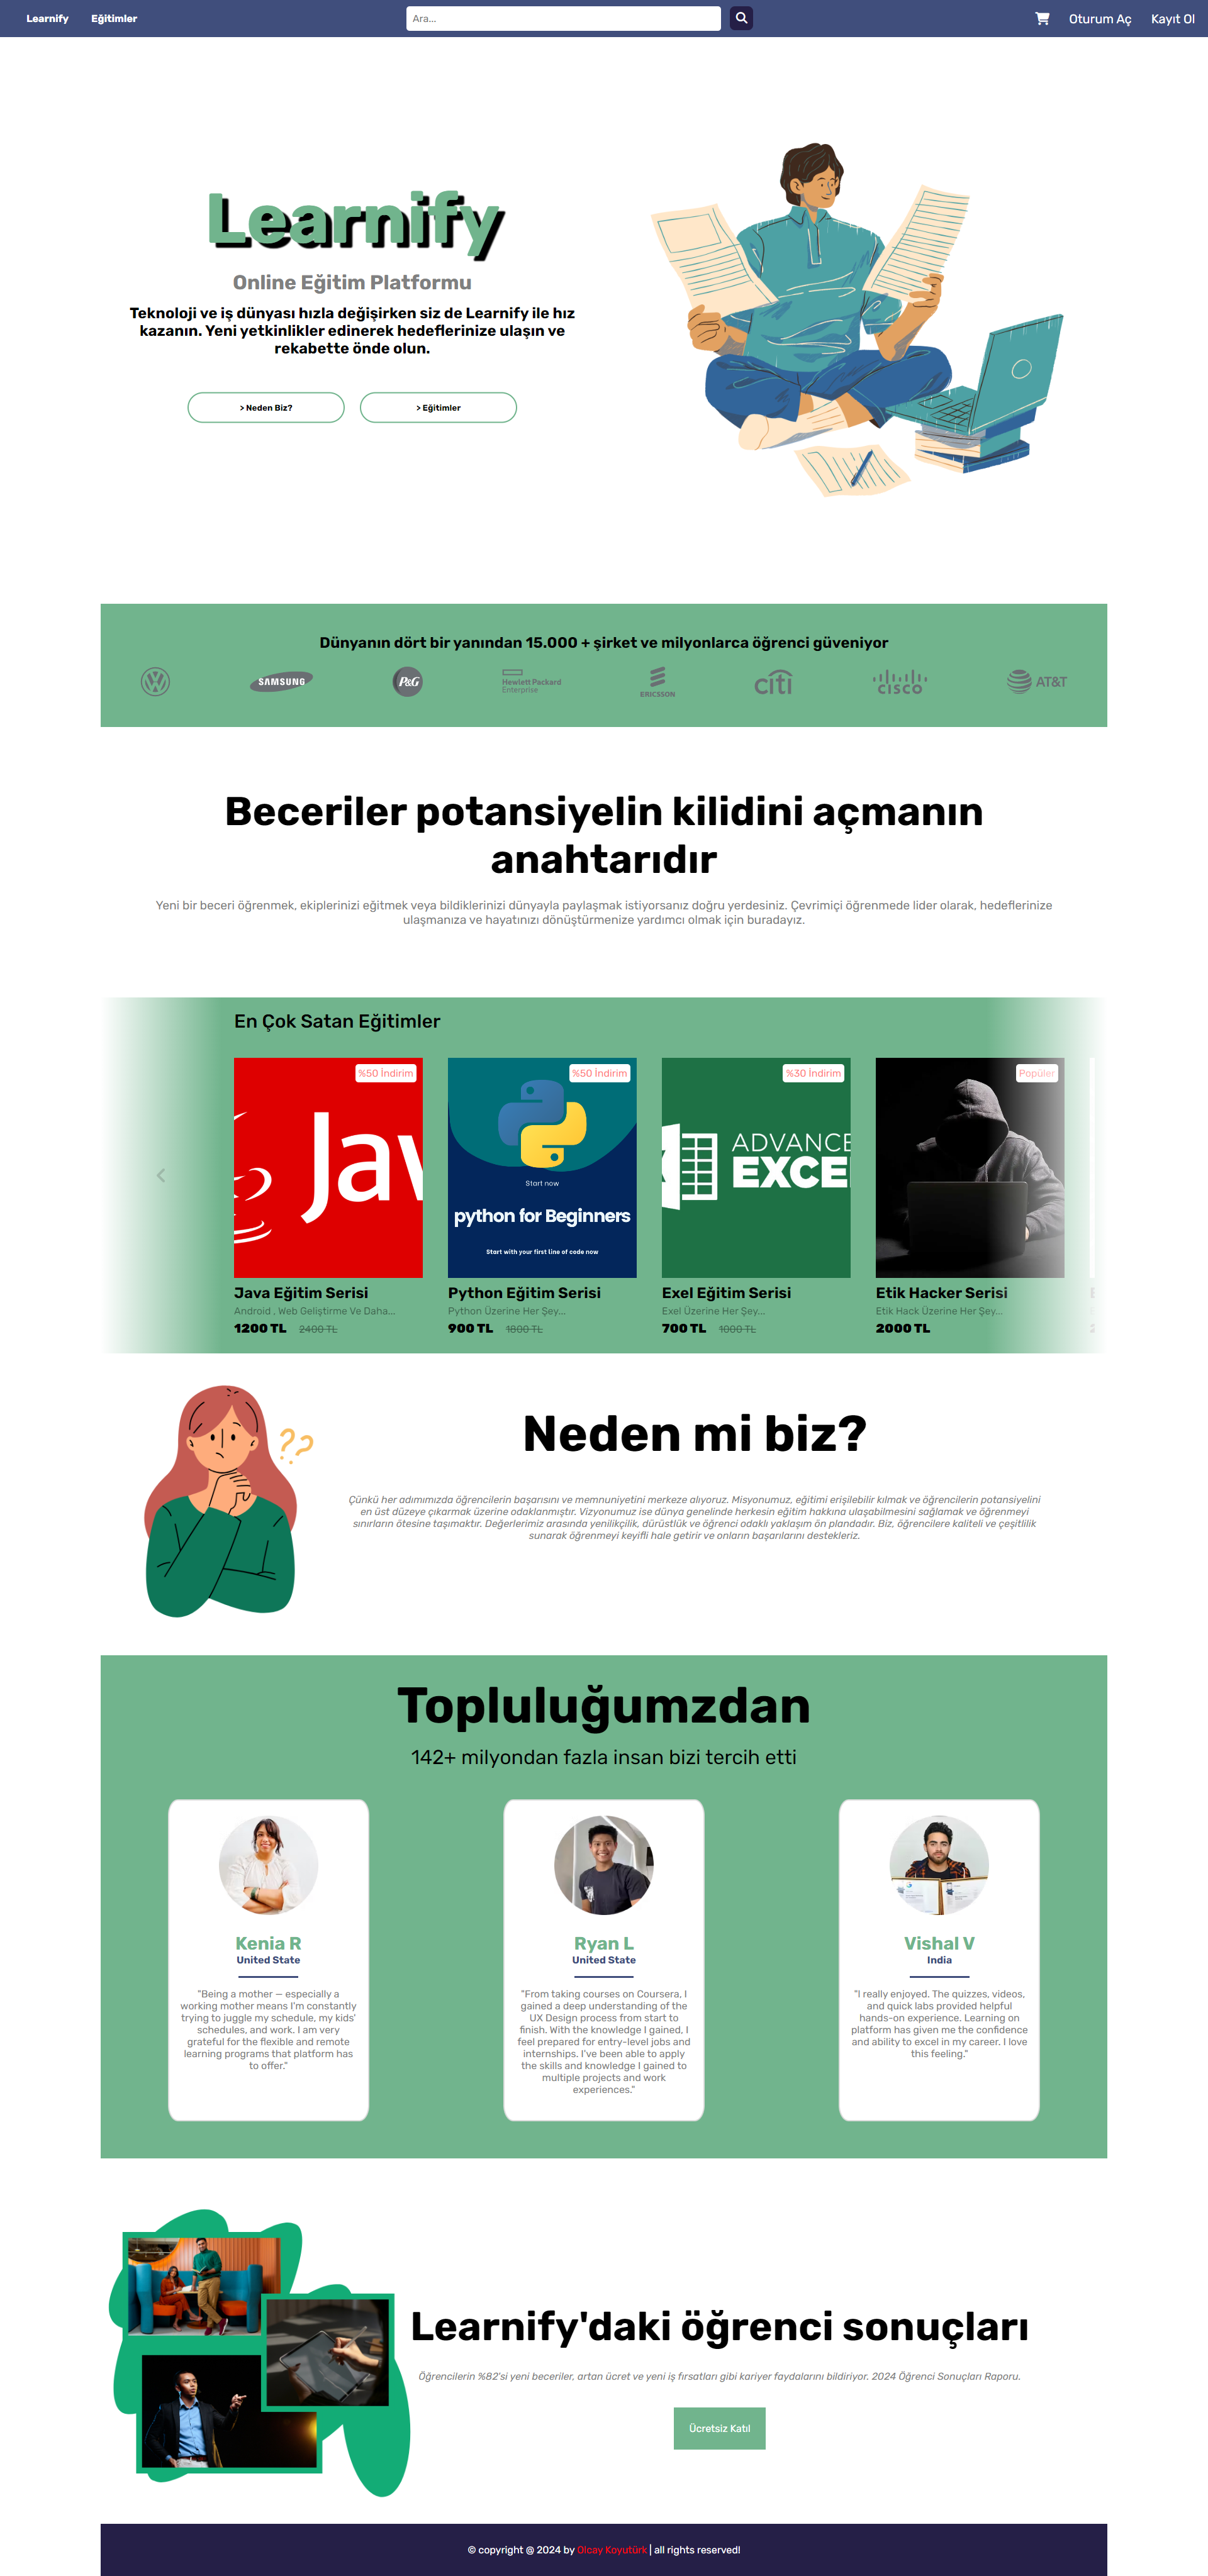 Learnify Eğitimler Ara... Oturum Aç Kayıt Ol
Learnify
Online Eğitim Platformu
Teknoloji ve iş dünyası hızla değişirken siz de Learnify ile hız
kazanın. Yeni yetkinlikler edinerek hedeflerinize ulaşın ve
rekabette önde olun.
> Neden Biz? > Eğitimler
Dünyanın dört bir yanından 15.000 + şirket ve milyonlarca öğrenci güveniyor
SAMSUNG
P&G
Hewlett Packard
Enterprise
ERICSSON
citi
CISCO
AT&T
Beceriler potansiyelin kilidini açmanın
anahtarıdır
Yeni bir beceri öğrenmek, ekiplerinizi eğitmek veya bildiklerinizi dünyayla paylaşmak istiyorsanız doğru yerdesiniz. Çevrimiçi öğrenmede lider olarak, hedeflerinize
ulaşmanıza ve hayatınızı dönüştürmenize yardımcı olmak için buradayız.
En Çok Satan Eğitimler
%50 İndirim
Jav
Java Eğitim Serisi
Android , Web Geliştirme Ve Daha...
1200 TL 2400 TL
%50 İndirim
Start now
python for Beginners
Start with your first line of code now
Python Eğitim Serisi
Python Üzerine Her Şey...
900 TL 1800 TL
%30 İndirim
ADVANCE
EXCE
Exel Eğitim Serisi
Exel Üzerine Her Şey...
700 TL 1000 TL
Popüler
Etik Hacker Serisi
Etik Hack Üzerine Her Şey...
2000 TL
Neden mi biz?
Çünkü her adımımızda öğrencilerin başarısını ve memnuniyetini merkeze alıyoruz. Misyonumuz, eğitimi erişilebilir kılmak ve öğrencilerin potansiyelini
en üst düzeye çıkarmak üzerine odaklanmıştır. Vizyonumuz ise dünya genelinde herkesin eğitim hakkına ulaşabilmesini sağlamak ve öğrenmeyi
sınırların ötesine taşımaktır. Değerlerimiz arasında yenilikçilik, dürüstlük ve öğrenci odaklı yaklaşım ön plandadır. Biz, öğrencilere kaliteli ve çeşitlilik
sunarak öğrenmeyi keyifli hale getirir ve onların başarılarını destekleriz.
Topluluğumzdan
142+ milyondan fazla insan bizi tercih etti
Kenia R
United State
"Being a mother — especially a
working mother means I'm constantly
trying to juggle my schedule, my kids'
schedules, and work. I am very
grateful for the flexible and remote
learning programs that platform has
to offer."
Ryan L
United State
"From taking courses on Coursera, I
gained a deep understanding of the
UX Design process from start to
finish. With the knowledge I gained, I
feel prepared for entry-level jobs and
internships. I've been able to apply
the skills and knowledge I gained to
multiple projects and work
experiences."
Vishal V
India
"I really enjoyed. The quizzes, videos,
and quick labs provided helpful
hands-on experience. Learning on
platform has given me the confidence
and ability to excel in my career. I love
this feeling."
Learnify'daki öğrenci sonuçları
Öğrencilerin %82'si yeni beceriler, artan ücret ve yeni iş fırsatları gibi kariyer faydalarını bildiriyor. 2024 Öğrenci Sonuçları Raporu.
Ücretsiz Katıl
© copyright @ 2024 by Olcay Koyutürk | all rights reserved!